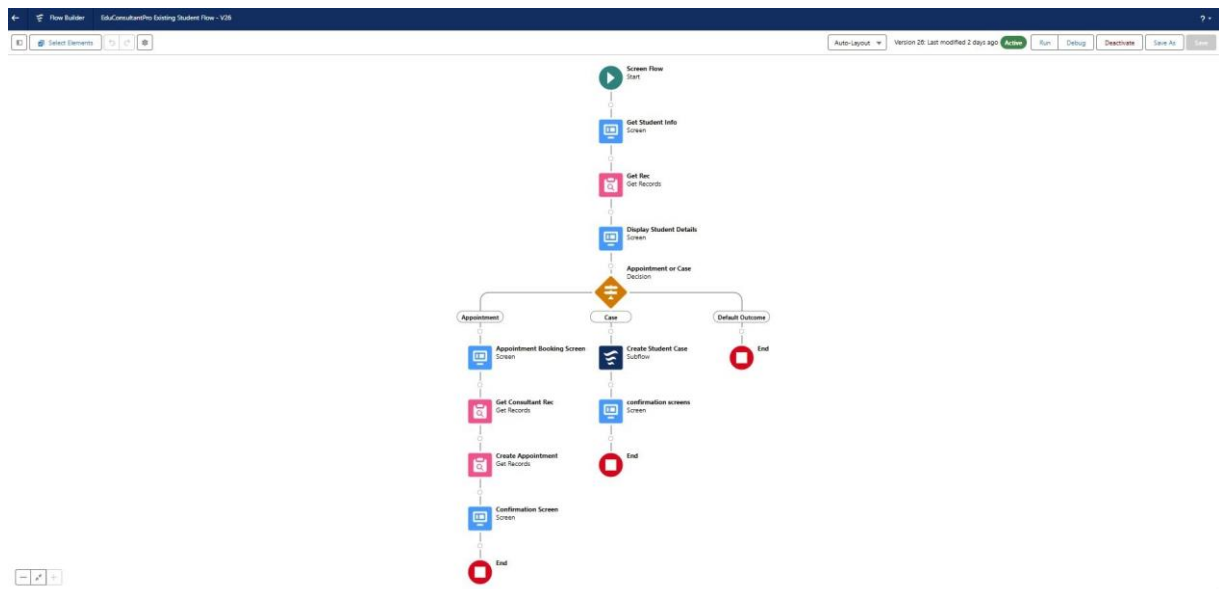 Flow Builder EduConsultantPro Existing Student Flow - V26 ?
Select Elements Auto-Layout Version 26: Last modified 2 days ago Active Run Debug Deactivate Save As Save
Screen Flow
Start
Get Student Info
Screen
Get Rec
Get Records
Display Student Details
Screen
Appointment or Case
Decision
Appointment Case Default Outcome
Appointment Booking Screen
Screen
Create Student Case
Subflow
End
Get Consultant Rec
Get Records
confirmation screens
Screen
Create Appointment
Get Records
End
Confirmation Screen
Screen
End